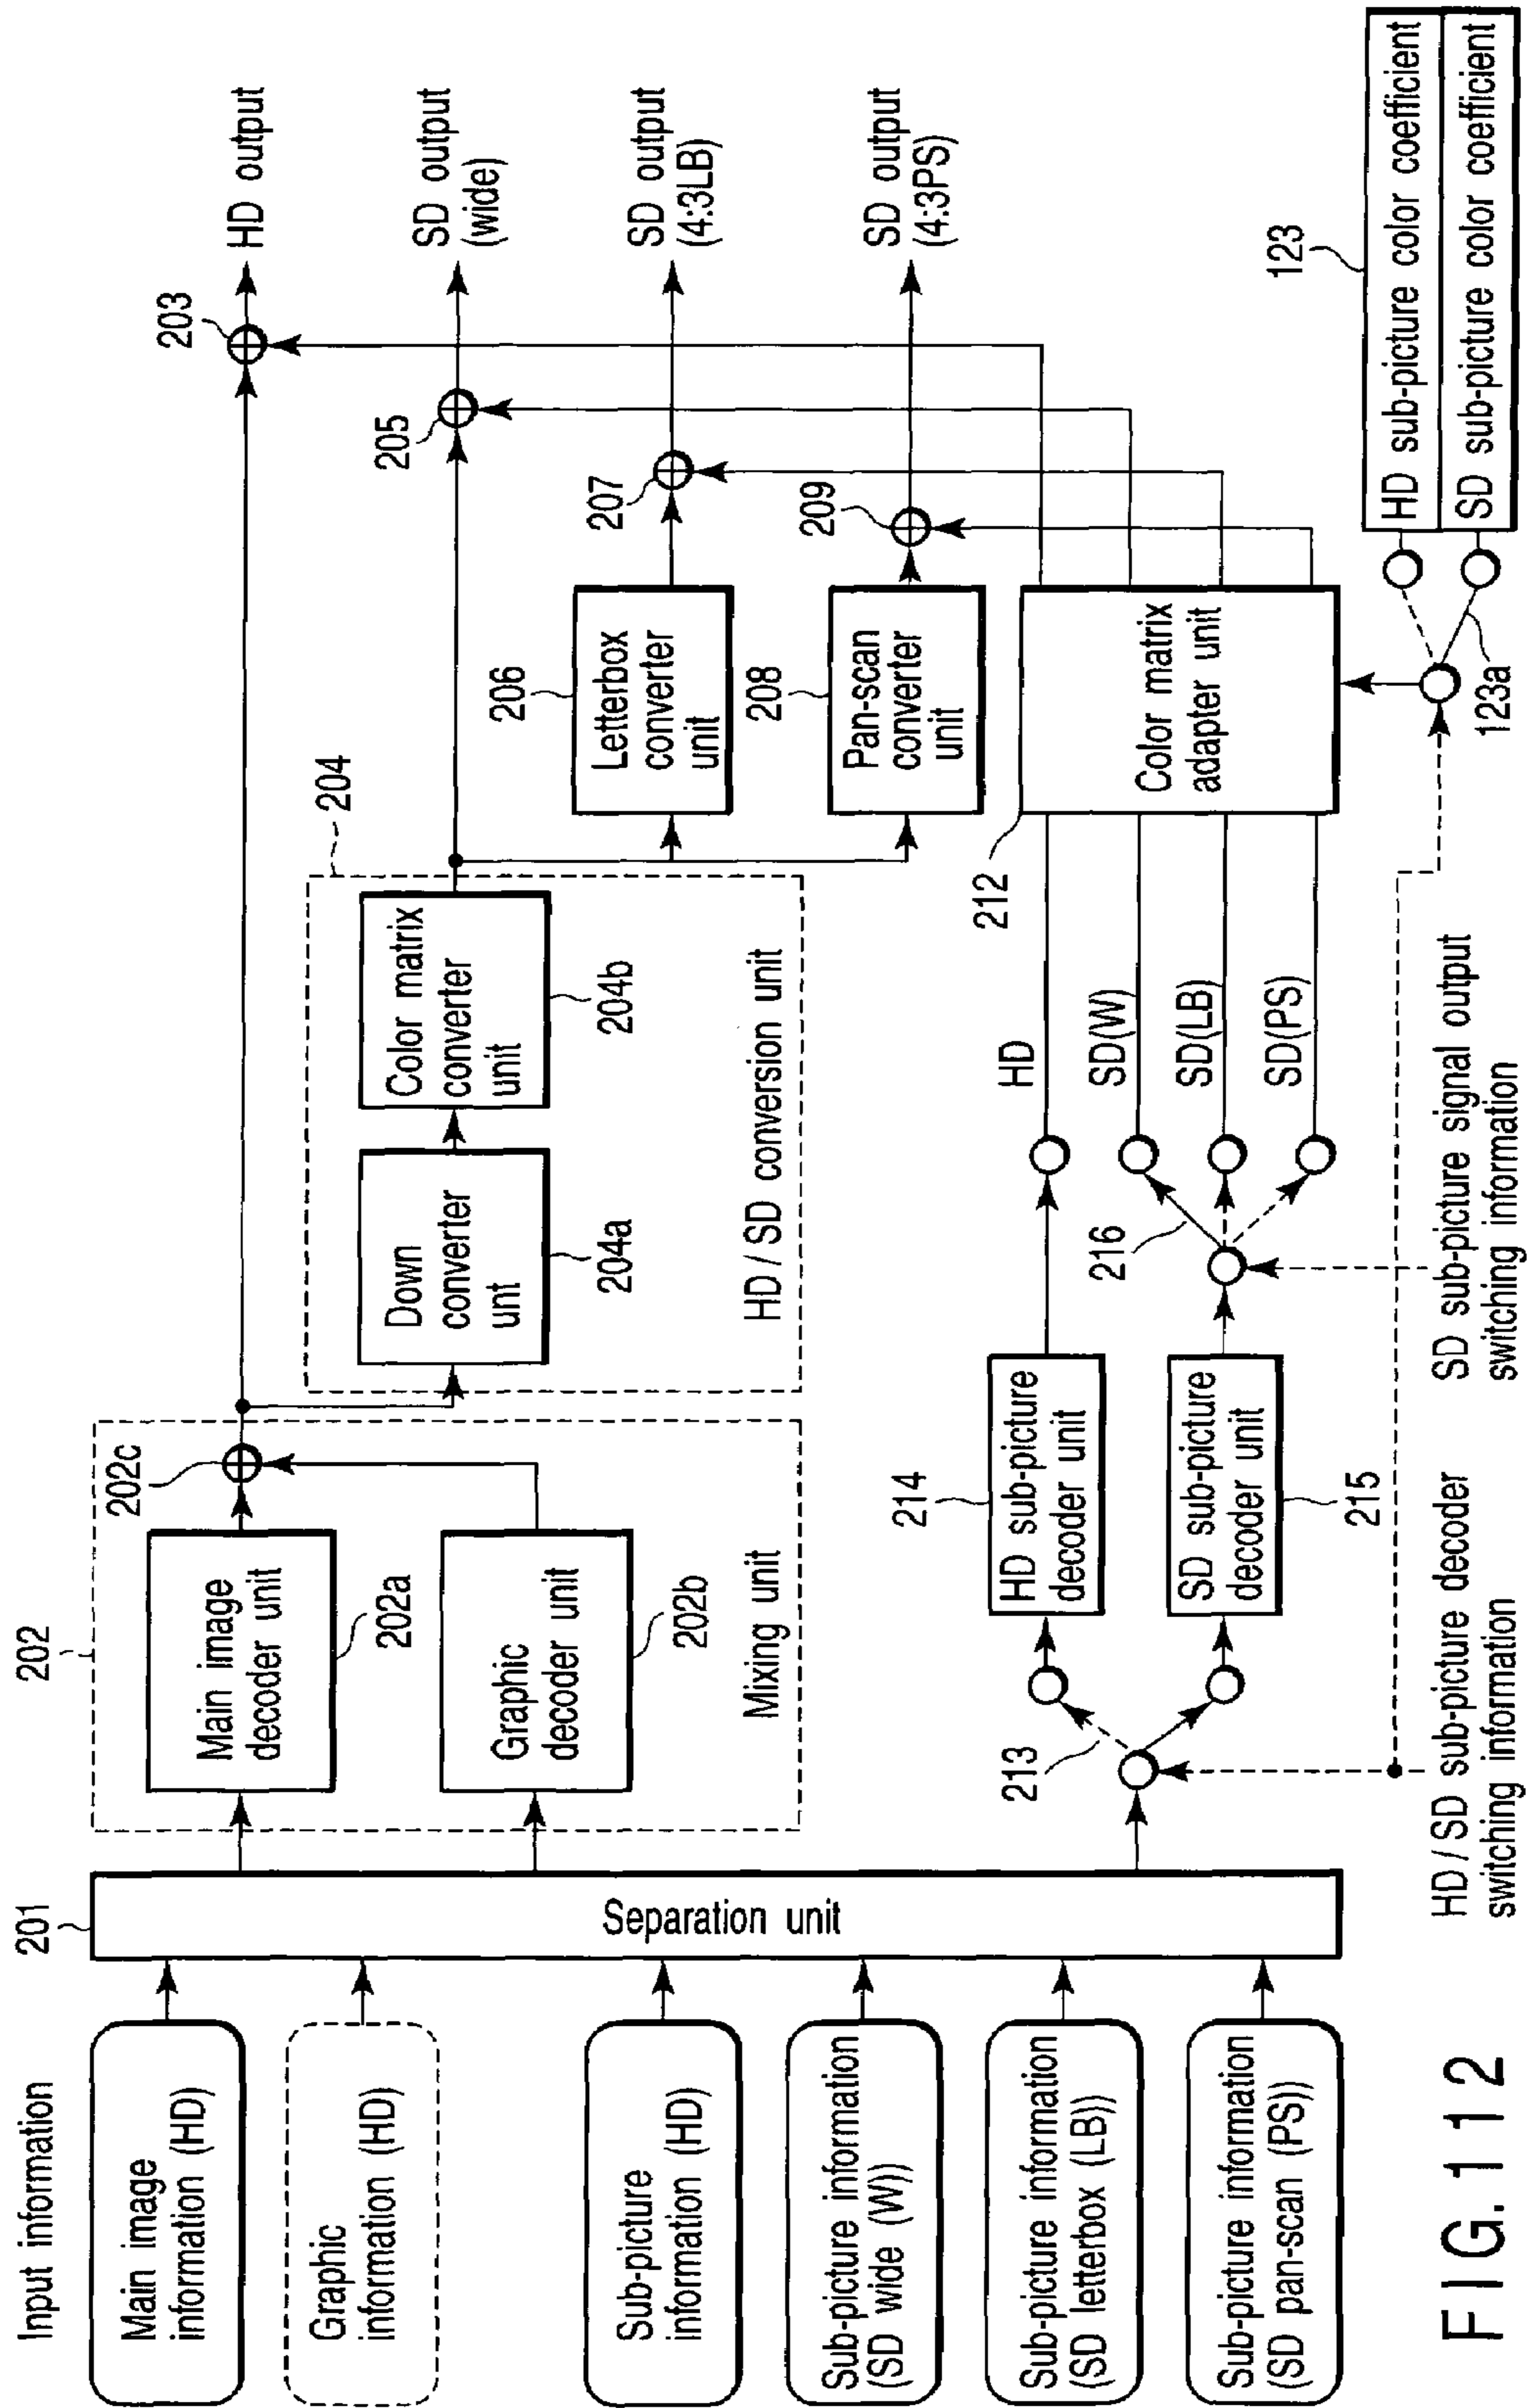 Input information
Main image
information (HD)
Graphic
information (HD)
Sub-picture
information (HD)
Sub-picture information
(SD wide (W))
Sub-picture information
(SD letterbox (LB))
Sub-picture information
(SD pan-scan (PS))
201
Separation unit
202
Main image
decoder unit
202a
202c
Graphic
decoder unit
202b
Mixing unit
Down
converter
unt
204a
Color matrix
converter
unit
204b
HD/SD conversion unit
204
Letterbox
converter
unit
206
Pan-scan
converter
unit
208
203
205
207
209
HD output
SD output
(wide)
SD output
(4:3LB)
SD output
(4:3PS)
213
HD sub-picture
decoder unit
214
SD sub-picture
decoder unit
215
216
HD
SD(W)
SD(LB)
SD(PS)
212
Color matrix
adapter unit
123
HD sub-picture color coefficient
SD sub-picture color coefficient
123a
HD/SD sub-picture decoder
switching information
SD sub-picture signal output
switching information
FIG. 112